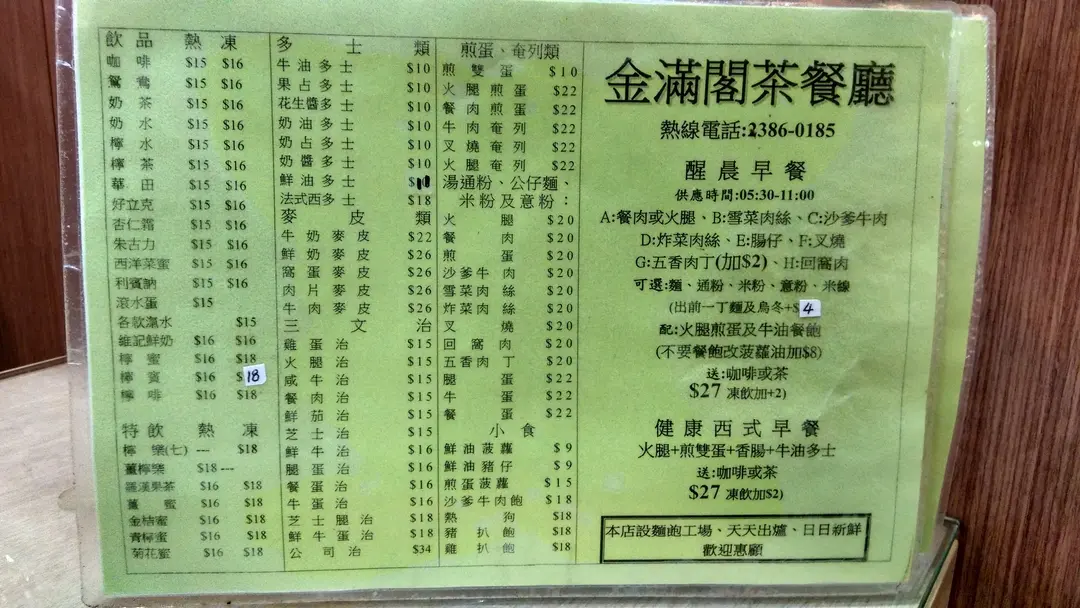 飲品 熱 凍
咖啡 $15 $16
鴛鴦 $15 $16
奶茶 $15 $16
奶水 $15 $16
檸水 $15 $16
檸茶 $15 $16
華田 $15 $16
好立克 $15 $16
杏仁霜 $15 $16
朱古力 $15 $16
西洋菜蜜 $15 $16
利賓納 $15 $16
滾水蛋 $15
各款瀛水 $15
維記鮮奶 $16 $16
檸蜜 $16 $18
檸賓 $16 $18
檸啡 $16 $18
特飲 熱 凍
檸樂(七) --- $18
薑檸樂 $18---
羅漢果茶 $16 $18
薑蜜 $16 $18
金桔蜜 $16 $18
青檸蜜 $16 $18
菊花蜜 $16 $18
多士類
牛油多士 $10
果占多士 $10
花生醬多士 $10
奶油多士 $10
奶占多士 $10
奶醬多士 $10
鮮油多士 $10
法式西多士 $18
麥皮類
牛奶麥皮 $22
鮮奶麥皮 $26
窩蛋麥皮 $26
肉片麥皮 $26
牛肉麥皮 $26
三文治
雞蛋治 $15
火腿治 $15
咸牛治 $15
餐肉治 $15
鮮茄治 $15
芝士治 $15
鮮牛治 $16
腿蛋治 $16
餐蛋治 $16
牛蛋治 $16
芝士腿治 $18
鮮牛蛋治 $18
公司治 $34
煎蛋、奄列類
煎雙蛋 $10
火腿煎蛋 $22
餐肉煎蛋 $22
牛肉奄列 $22
叉燒奄列 $22
火腿奄列 $22
湯通粉、公仔麵、
米粉及意粉：
火腿 $20
餐肉 $20
煎蛋 $20
沙爹牛肉 $20
雪菜肉絲 $20
炸菜肉絲 $20
叉燒 $20
回窩肉 $20
五香肉丁 $20
腿蛋 $22
牛蛋 $22
餐蛋 $22
小食
鮮油菠蘿 $9
鮮油豬仔 $9
煎蛋菠蘿 $15
沙爹牛肉飽 $18
熱狗 $18
豬扒飽 $18
雞扒飽 $18
金滿閣茶餐廳
熱線電話:2386-0185
醒晨早餐
供應時間:05:30-11:00
A:餐肉或火腿、B:雪菜肉絲、C:沙爹牛肉
D:炸菜肉絲、E:腸仔、F:叉燒
G:五香肉丁(加$2)、H:回窩肉
可選:麵、通粉、米粉、意粉、米線
(出前一丁麵及烏冬+$4
配:火腿煎蛋及牛油餐飽
(不要餐飽改菠蘿油加$8)
送:咖啡或茶
$27 凍飲加+2)
健康西式早餐
火腿+煎雙蛋+香腸+牛油多士
送:咖啡或茶
$27 凍飲加$2)
本店設麵飽工場、天天出爐、日日新鮮
歡迎惠顧